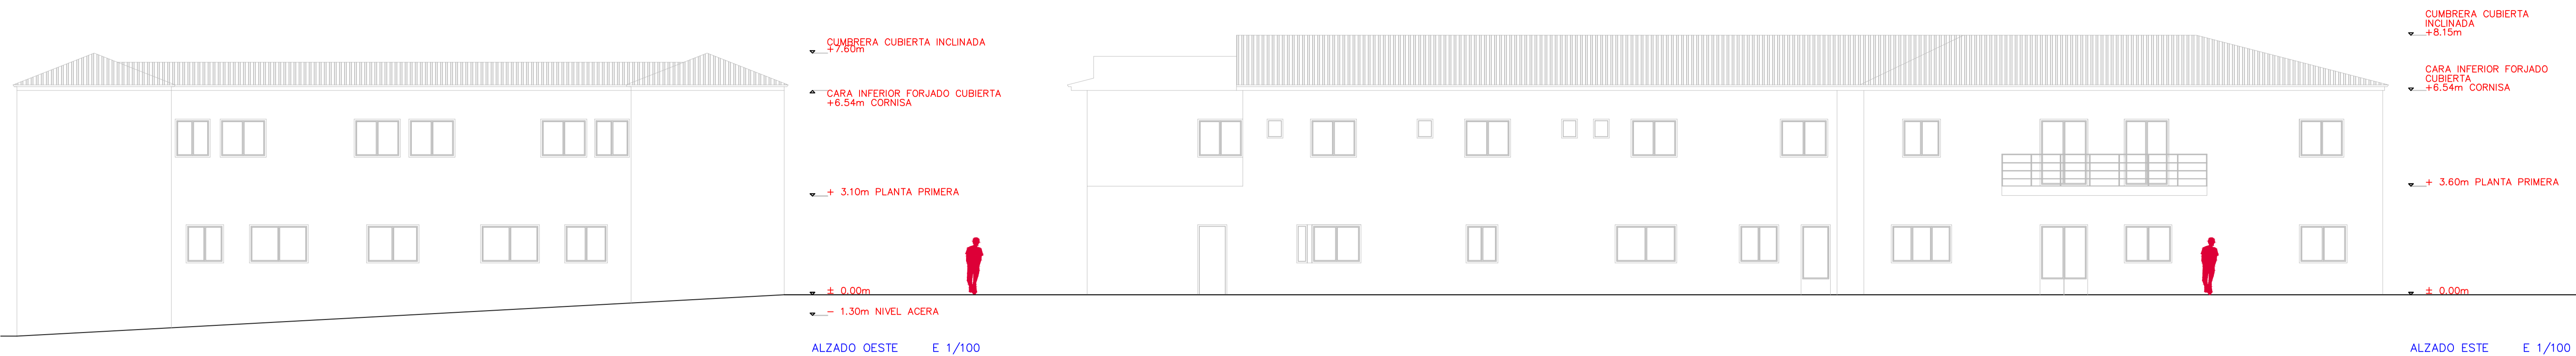 CUMBRERA CUBIERTA INCLINADA
+7.60m
CARA INFERIOR FORJADO CUBIERTA
+6.54m CORNISA
+ 3.10m PLANTA PRIMERA
± 0.00m
- 1.30m NIVEL ACERA
ALZADO OESTE E 1/100
CUMBRERA CUBIERTA
INCLINADA
+8.15m
CARA INFERIOR FORJADO
CUBIERTA
+6.54m CORNISA
+ 3.60m PLANTA PRIMERA
± 0.00m
ALZADO ESTE E 1/100